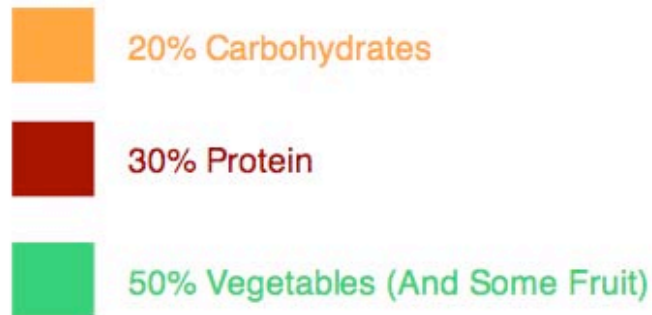 20% Carbohydrates
30% Protein
50% Vegetables (And Some Fruit)